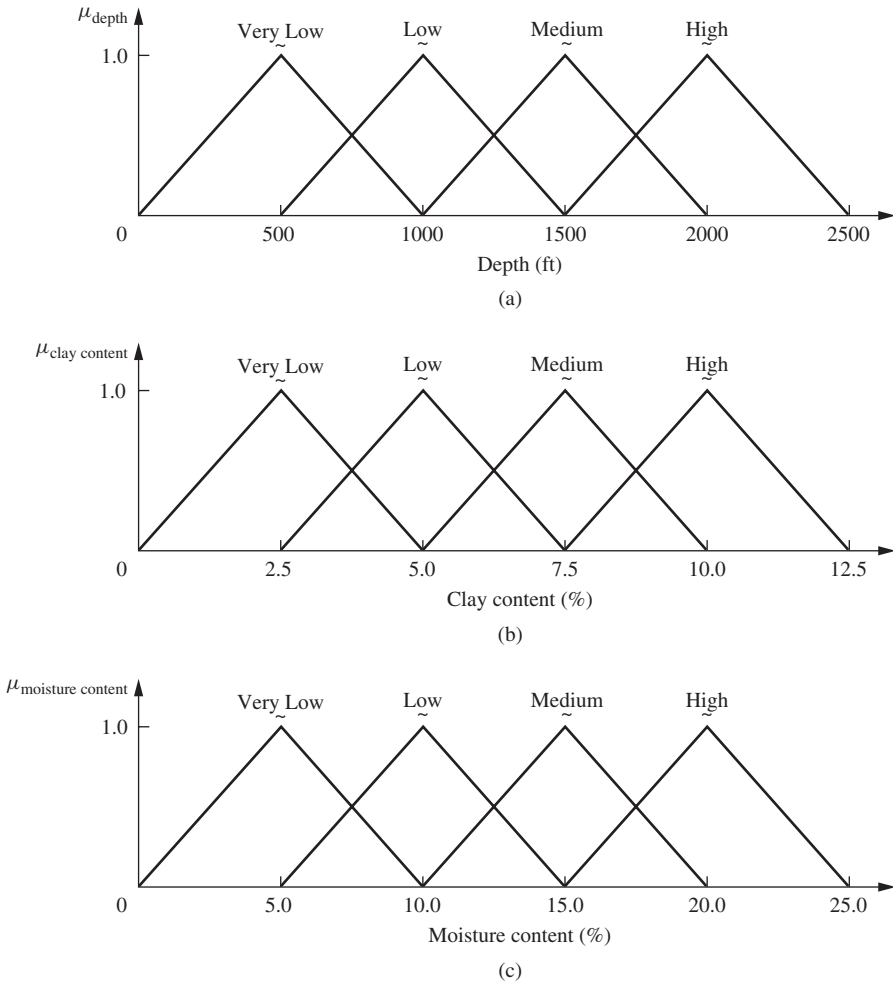 μdepth
Very Low Low Medium High
~ ~ ~ ~
1.0
0 500 1000 1500 2000 2500
Depth (ft)
(a)
μclay content
Very Low Low Medium High
~ ~ ~ ~
1.0
0 2.5 5.0 7.5 10.0 12.5
Clay content (%)
(b)
μmoisture content
Very Low Low Medium High
~ ~ ~ ~
1.0
0 5.0 10.0 15.0 20.0 25.0
Moisture content (%)
(c)